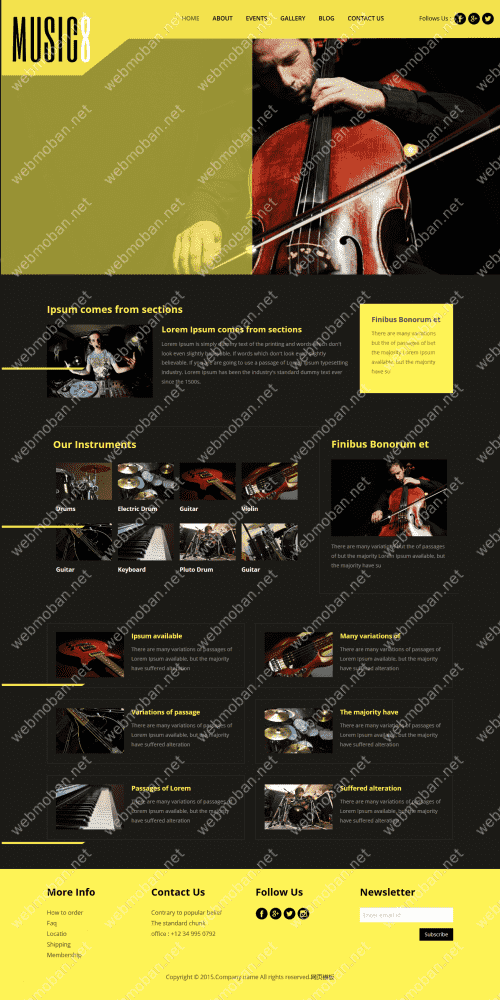 MUSIC8
HOME ABOUT EVENTS GALLERY BLOG CONTACT US
Follows Us :
Ipsum comes from sections
Lorem Ipsum comes from sections
Lorem Ipsum is simply dummy text of the printing and words which don't
look even slightly believable. If words which don't look even slightly
believable. If you are going to use a passage of Lorem Ipsum typesetting
industry. Lorem Ipsum has been the industry's standard dummy text ever
since the 1500s,
Finibus Bonorum et
There are many variations
but the of passages of
but the majority Lorem Ipsum
available, but the majority
have su
Our Instruments
Drums Electric Drum Guitar Violin
Guitar Keyboard Pluto Drum Guitar
Finibus Bonorum et
There are many variations but the of passages
but the majority Lorem Ipsum available, but
the majority have su
Ipsum available
There are many variations of passages of
Lorem Ipsum available, but the majority
have suffered alteration
Many variations of
There are many variations of passages of
Lorem Ipsum available, but the majority
have suffered alteration
Variations of passage
There are many variations of passages of
Lorem Ipsum available, but the majority
have suffered alteration
The majority have
There are many variations of passages of
Lorem Ipsum available, but the majority
have suffered alteration
Passages of Lorem
There are many variations of passages of
Lorem Ipsum available, but the majority
have suffered alteration
Suffered alteration
There are many variations of passages of
Lorem Ipsum available, but the majority
have suffered alteration
More Info
How to order
Faq
Locatio
Shipping
Membership
Contact Us
Contrary to popular belief
The standard chunk
office : +12 34 995 0792
Follow Us
Newsletter
Enter email id
Subscribe
Copyright © 2015.Company name All rights reserved.网页模板
webmoban.net